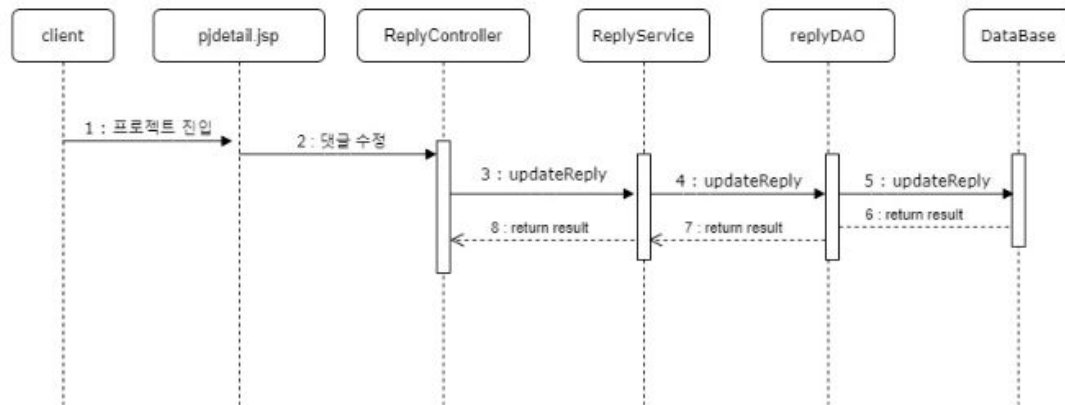 client
pjdetail.jsp
ReplyController
ReplyService
replyDAO
DataBase
1 : 프로젝트 진입
2 : 댓글 수정
3 : updateReply
4 : updateReply
5 : updateReply
6 : return result
7 : return result
8 : return result